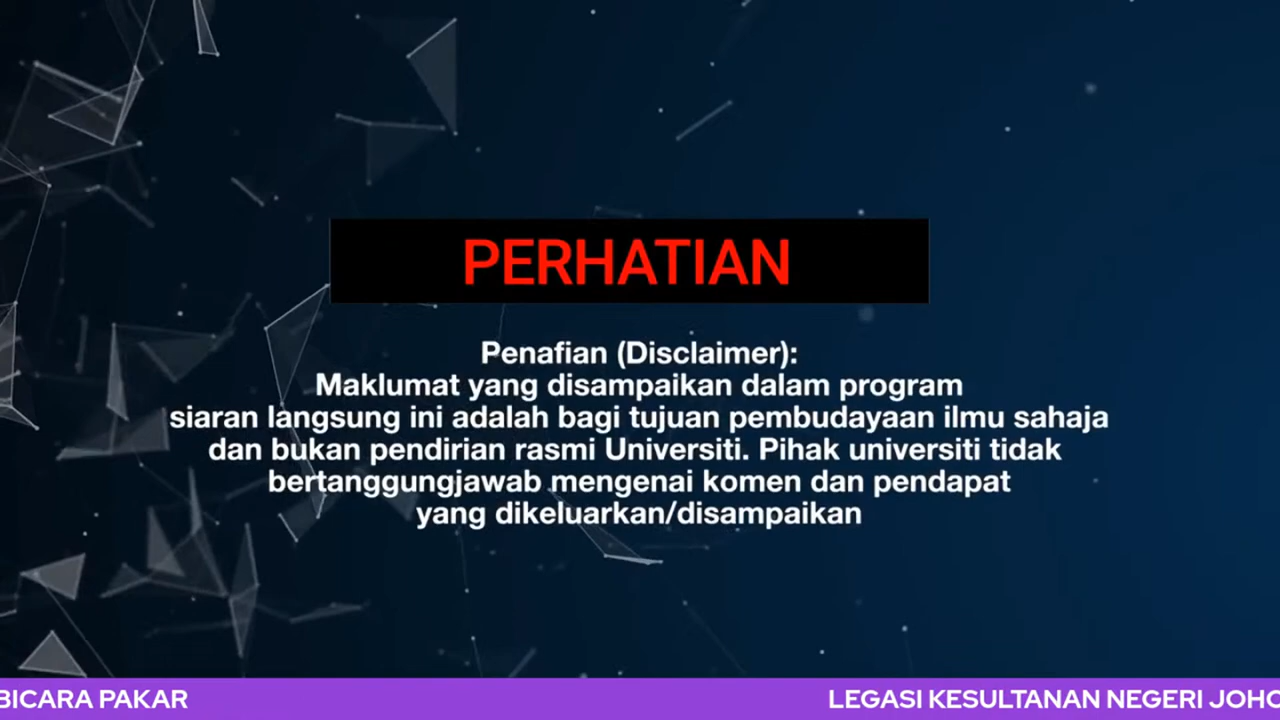 PERHATIAN
Penafian (Disclaimer):
Maklumat yang disampaikan dalam program
siaran langsung ini adalah bagi tujuan pembudayaan ilmu sahaja
dan bukan pendirian rasmi Universiti. Pihak universiti tidak
bertanggungjawab mengenai komen dan pendapat
yang dikeluarkan/disampaikan
BICARA PAKAR
LEGASI KESULTANAN NEGERI